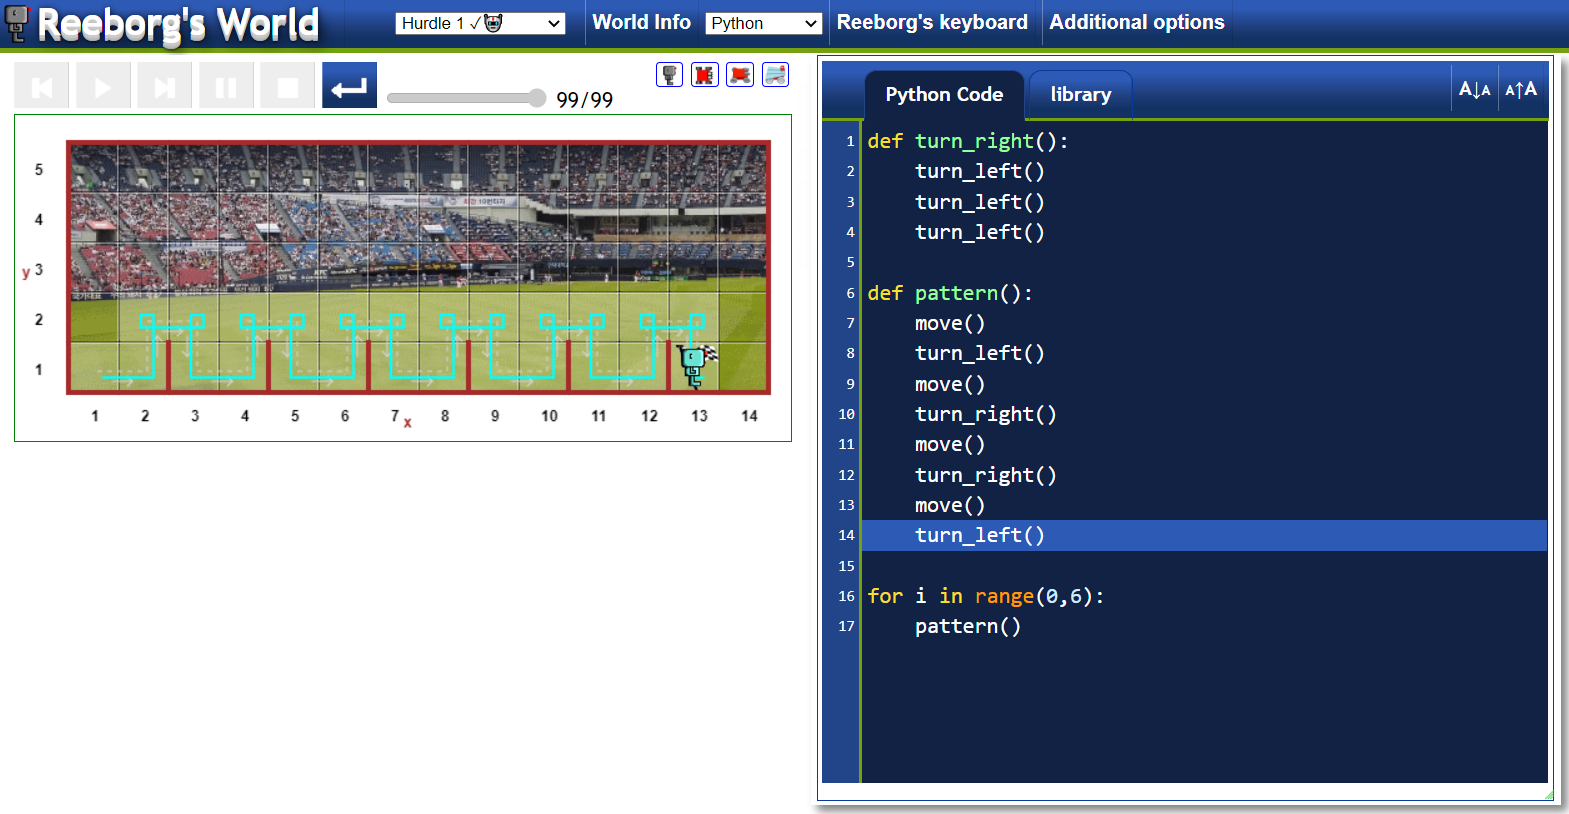 Reeborg's World
Hurdle 1 ✓
World Info
Python
Reeborg's keyboard
Additional options
99/99
5
4
y 3
2
1
1 2 3 4 5 6 7 x 8 9 10 11 12 13 14
Python Code
library
A↓A
A↑A
1 def turn_right():
2     turn_left()
3     turn_left()
4     turn_left()
5
6 def pattern():
7     move()
8     turn_left()
9     move()
10     turn_right()
11     move()
12     turn_right()
13     move()
14     turn_left()
15
16 for i in range(0,6):
17     pattern()